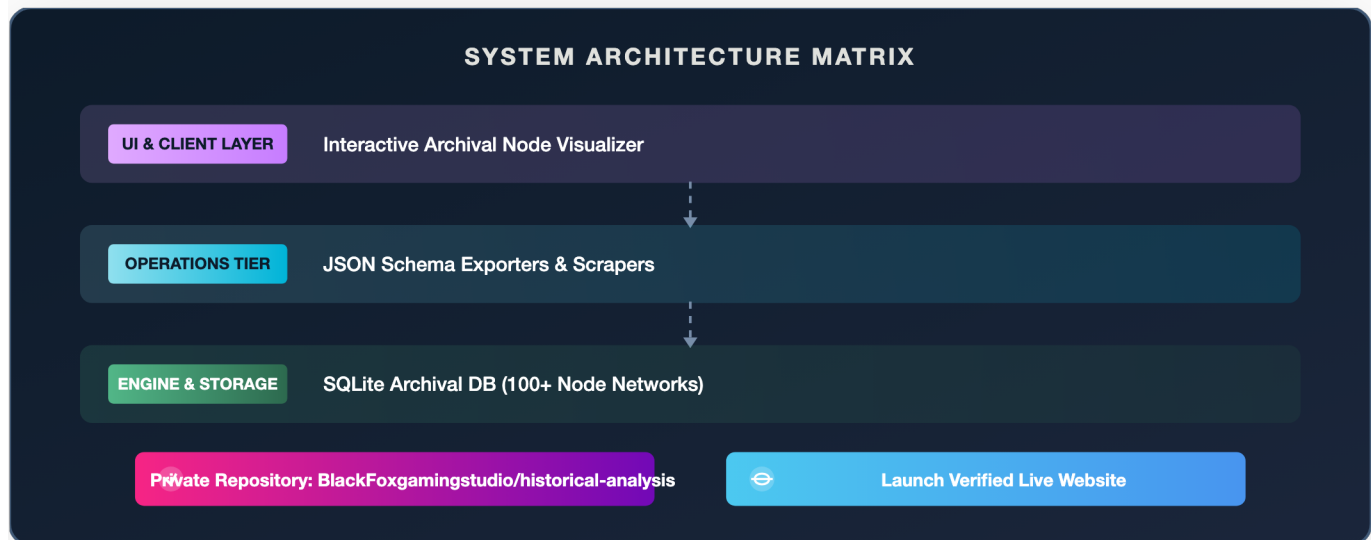 SYSTEM ARCHITECTURE MATRIX
UI & CLIENT LAYER Interactive Archival Node Visualizer
OPERATIONS TIER JSON Schema Exporters & Scrapers
ENGINE & STORAGE SQLite Archival DB (100+ Node Networks)
Private Repository: BlackFoxgamingstudio/historical-analysis Launch Verified Live Website